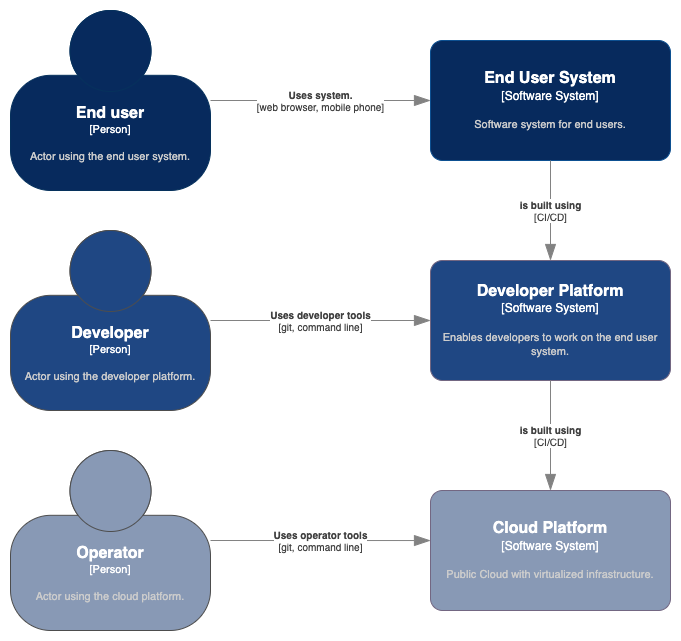 End user
[Person]
Actor using the end user system.
Uses system.
[web browser, mobile phone]
End User System
[Software System]
Software system for end users.
is built using
[CI/CD]
Developer
[Person]
Actor using the developer platform.
Uses developer tools
[git, command line]
Developer Platform
[Software System]
Enables developers to work on the end user
system.
is built using
[CI/CD]
Operator
[Person]
Actor using the cloud platform.
Uses operator tools
[git, command line]
Cloud Platform
[Software System]
Public Cloud with virtualized infrastructure.